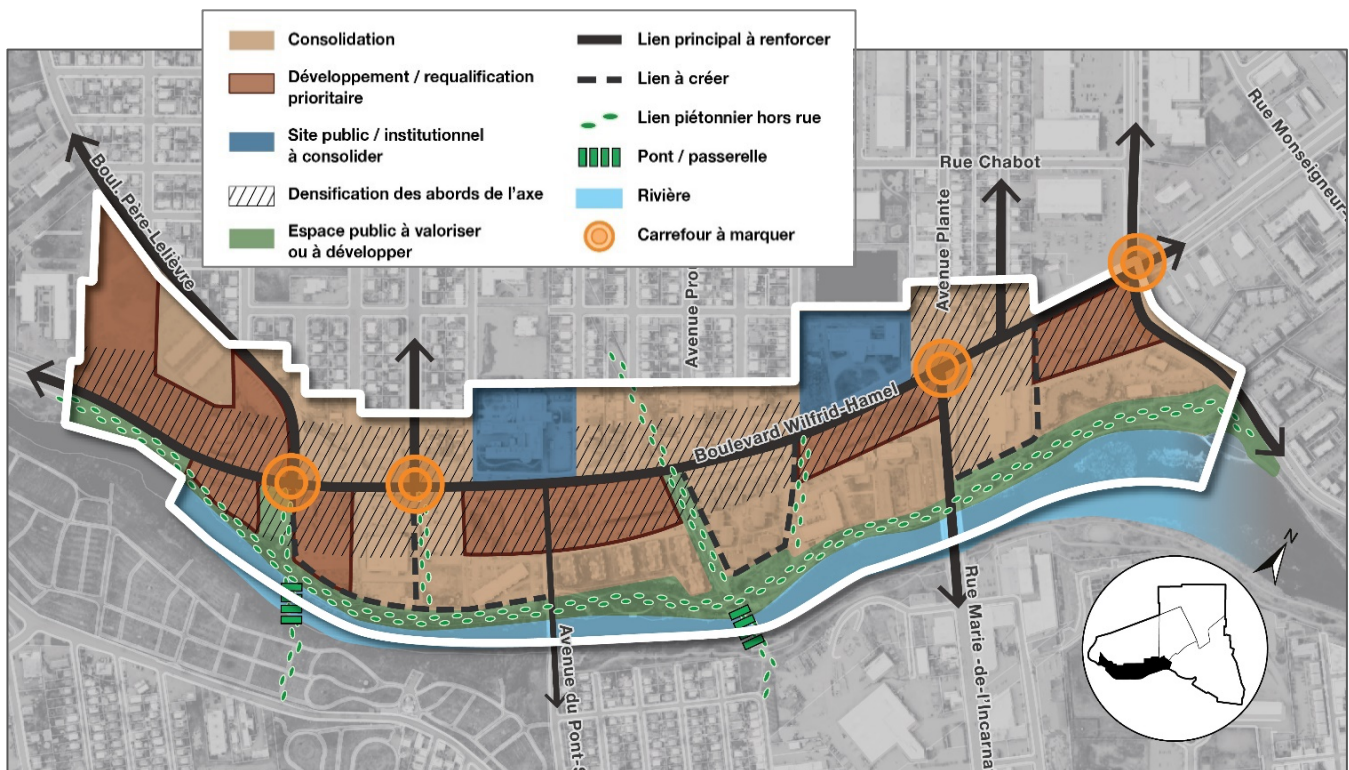 Consolidation
Développement / requalification
prioritaire
Site public / institutionnel
à consolider
Densification des abords de l'axe
Espace public à valoriser
ou à développer
Lien principal à renforcer
Lien à créer
Lien piétonnier hors rue
Pont / passerelle
Rivière
Carrefour à marquer
Boul. Père-Lelièvre
Avenue Pro
Avenue Plante
Rue Chabot
Rue Monseigneur-
Boulevard Wilfrid-Hamel
Avenue du Pont-S
Rue Marie-de-l'Incarna
N